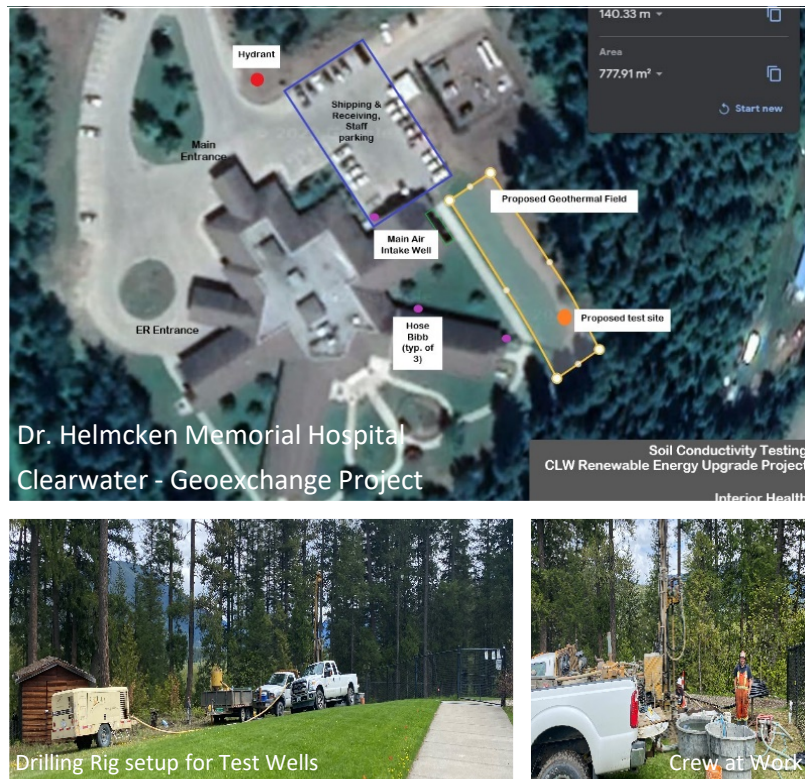 140.33 m
Area
777.91 m²
Start new
Hydrant
Shipping &
Receiving,
Staff
parking
Main
Entrance
Proposed Geothermal Field
Main Air
Intake Well
Proposed test site
ER Entrance
Hose
Bibb
(typ. of
3)
Dr. Helmcken Memorial Hospital
Clearwater - Geoexchange Project
Soil Conductivity Testing
CLW Renewable Energy Upgrade Project
Interior Health
Drilling Rig setup for Test Wells
Crew at Work